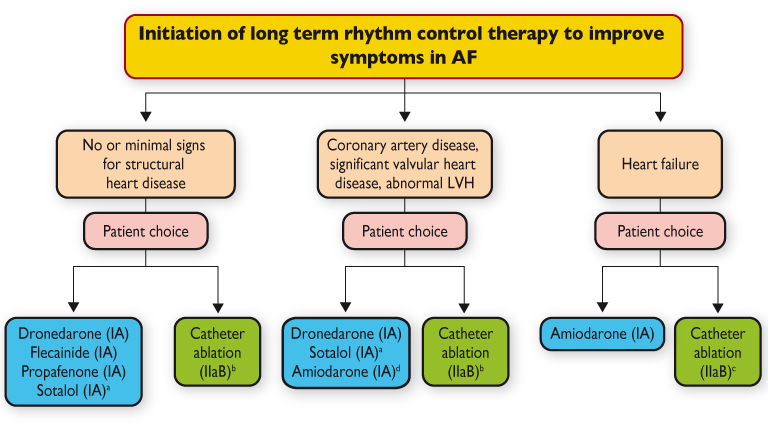 Initiation of long term rhythm control therapy to improve
symptoms in AF
No or minimal signs
for structural
heart disease
Coronary artery disease,
significant valvular heart
disease, abnormal LVH
Heart failure
Patient choice
Patient choice
Patient choice
Dronedarone (IA)
Flecainide (IA)
Propafenone (IA)
Sotalol (IA)ᵃ
Catheter
ablation
(IIaB)ᵇ
Dronedarone (IA)
Sotalol (IA)ᵃ
Amiodarone (IA)ᵈ
Catheter
ablation
(IIaB)ᵇ
Amiodarone (IA)
Catheter
ablation
(IIaB)ᶜ